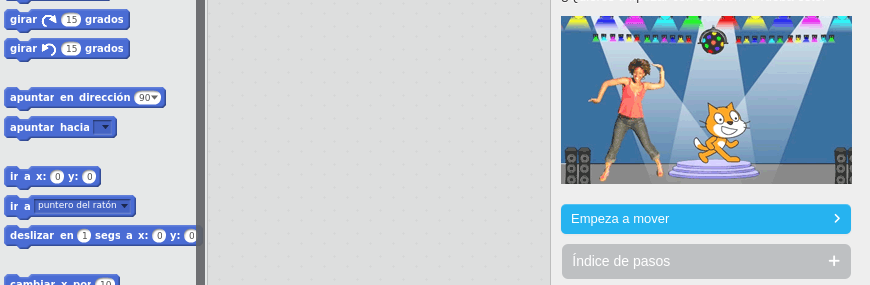 girar 15 grados
girar 15 grados
apuntar en dirección 90
apuntar hacia
ir a x: 0 y: 0
ir a puntero del ratón
deslizar en 1 segs a x: 0 y: 0
cambiar x por 10
Empeza a mover
Índice de pasos